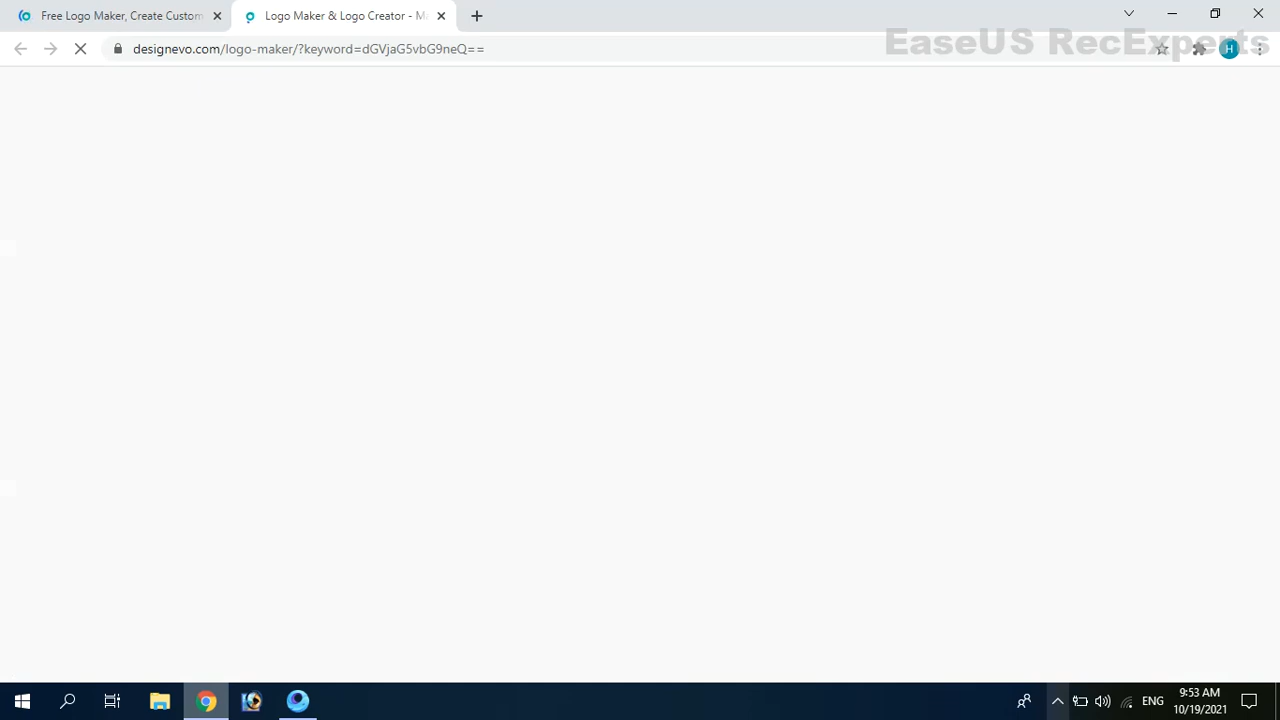 Free Logo Maker, Create Custom
Logo Maker & Logo Creator - Ma
designevo.com/logo-maker/?keyword=dGVjaG5vbG9neQ==
EaseUS RecExperts
H
ENG
9:53 AM
10/19/2021